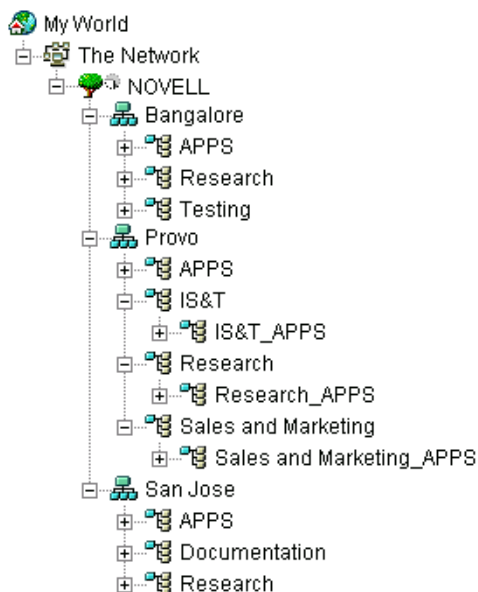 My World
The Network
NOVELL
Bangalore
APPS
Research
Testing
Provo
APPS
IS&T
IS&T_APPS
Research
Research_APPS
Sales and Marketing
Sales and Marketing_APPS
San Jose
APPS
Documentation
Research